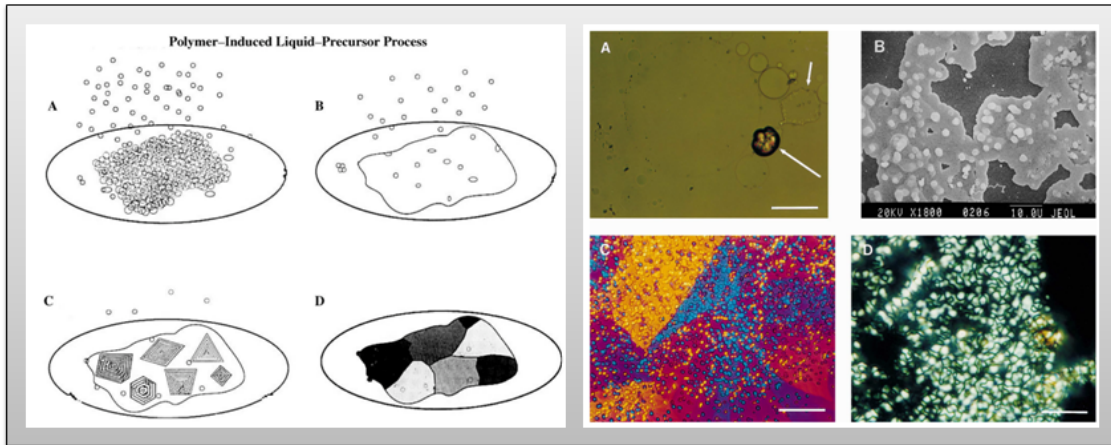 Polymer–Induced Liquid–Precursor Process
A
B
C
D
A
B
20KV X1800 0206 10.0U JEOL
C
D